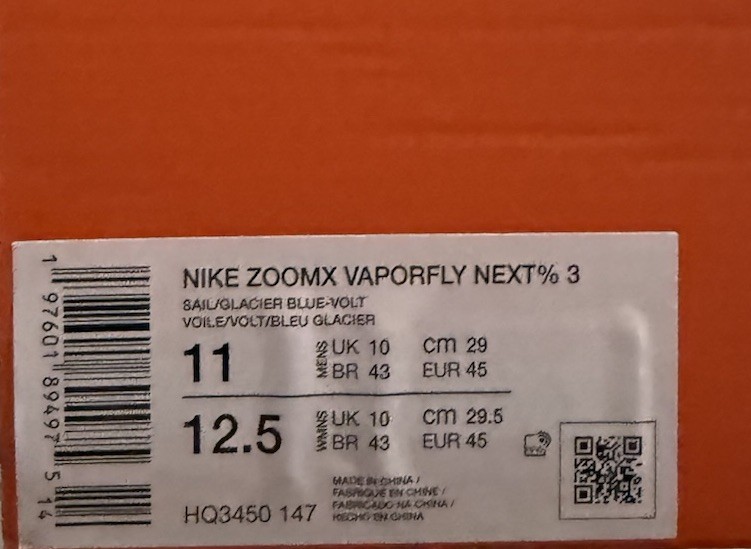 NIKE ZOOMX VAPORFLY NEXT% 3
SAIL/GLACIER BLUE-VOLT
VOILE/VOLT/BLEU GLACIER
11 MENS UK 10 CM 29
BR 43 EUR 45
12.5 WMNS UK 10 CM 29.5
BR 43 EUR 45
HQ3450 147
MADE IN CHINA /
FABRIQUE EN CHINE /
FABRICADO NA CHINA /
HECHO EN CHINA
1 97601 89497 5 14